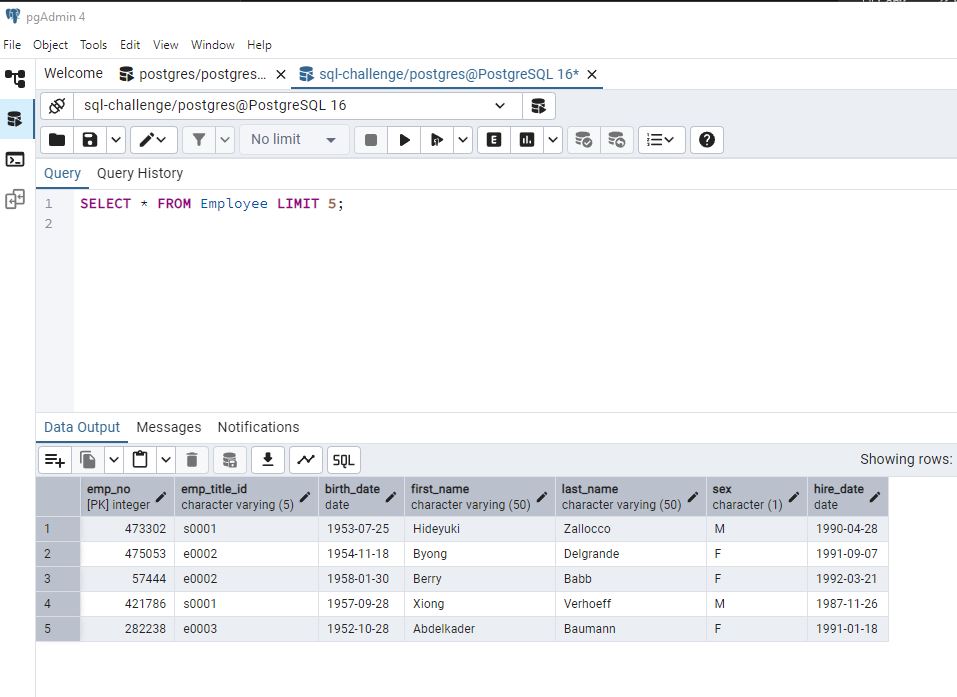 pgAdmin 4
File Object Tools Edit View Window Help
Welcome postgres/postgres... sql-challenge/postgres@PostgreSQL 16*
sql-challenge/postgres@PostgreSQL 16
No limit E
Query Query History
1 SELECT * FROM Employee LIMIT 5;
2
Data Output Messages Notifications
SQL Showing rows:
emp_no emp_title_id birth_date first_name last_name sex hire_date
[PK] integer character varying (5) date character varying (50) character varying (50) character (1) date
1 473302 s0001 1953-07-25 Hideyuki Zallocco M 1990-04-28
2 475053 e0002 1954-11-18 Byong Delgrande F 1991-09-07
3 57444 e0002 1958-01-30 Berry Babb F 1992-03-21
4 421786 s0001 1957-09-28 Xiong Verhoeff M 1987-11-26
5 282238 e0003 1952-10-28 Abdelkader Baumann F 1991-01-18